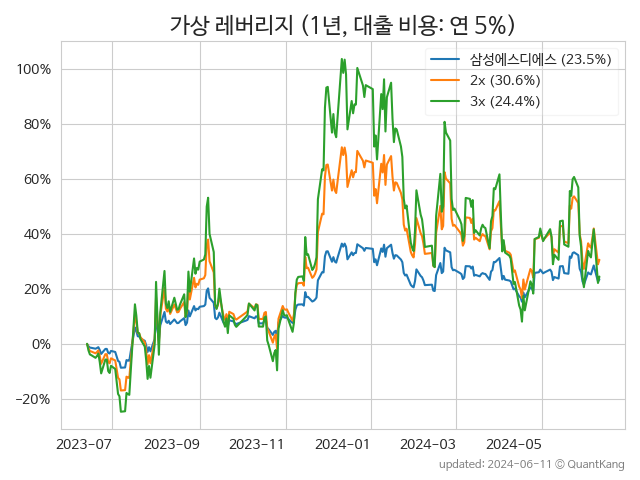 가상 레버리지 (1년, 대출 비용: 연 5%)
삼성에스디에스 (23.5%)
2x (30.6%)
3x (24.4%)
100%
80%
60%
40%
20%
0%
−20%
2023-07 2023-09 2023-11 2024-01 2024-03 2024-05
updated: 2024-06-11 © QuantKang